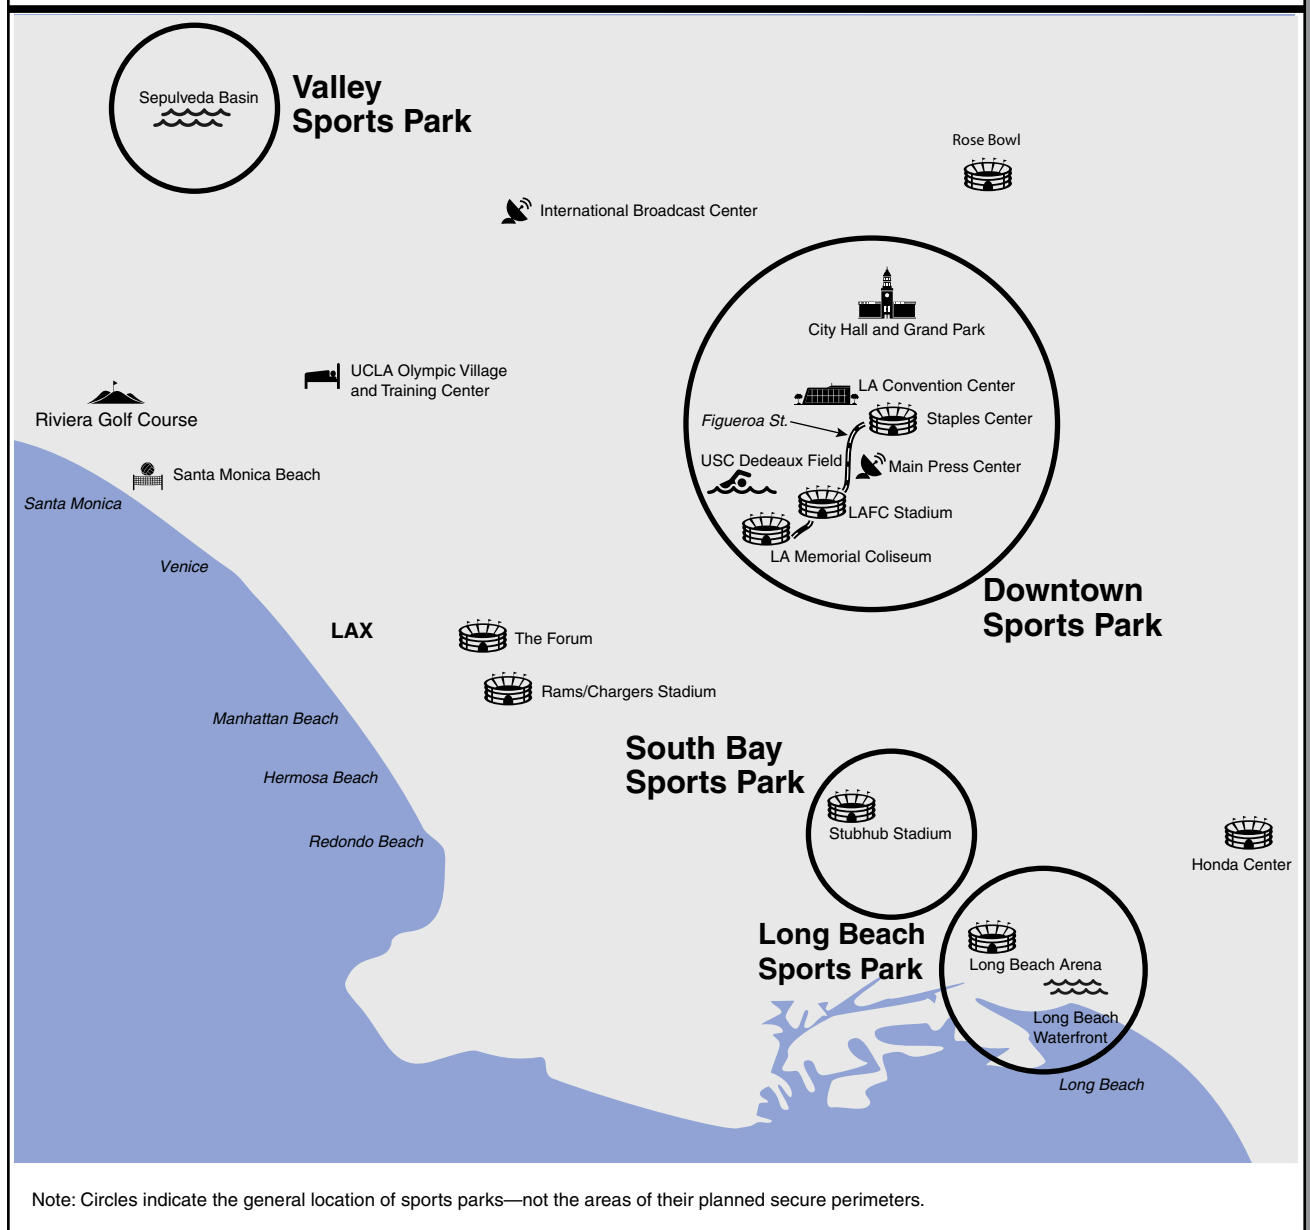 Sepulveda Basin
Valley
Sports Park
Rose Bowl
International Broadcast Center
City Hall and Grand Park
UCLA Olympic Village
and Training Center
LA Convention Center
Riviera Golf Course
Figueroa St.
Staples Center
USC Dedeaux Field
Main Press Center
Santa Monica Beach
Santa Monica
LAFC Stadium
LA Memorial Coliseum
Venice
Downtown
Sports Park
LAX
The Forum
Rams/Chargers Stadium
Manhattan Beach
South Bay
Sports Park
Hermosa Beach
Stubhub Stadium
Redondo Beach
Honda Center
Long Beach
Sports Park
Long Beach Arena
Long Beach
Waterfront
Long Beach
Note: Circles indicate the general location of sports parks—not the areas of their planned secure perimeters.